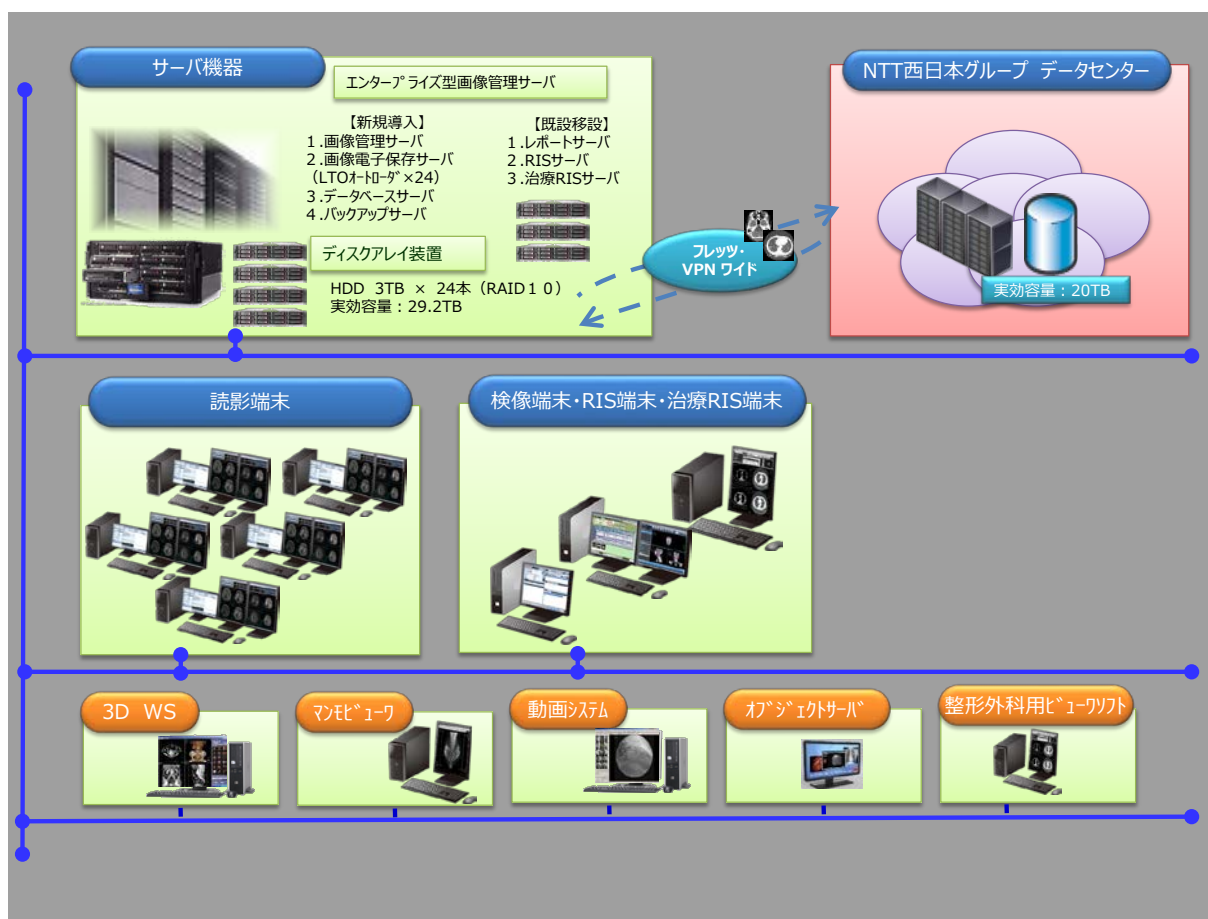 サーバ機器
エンタープライズ型画像管理サーバ
【新規導入】
1.画像管理サーバ
2.画像電子保存サーバ
（LTOｵｰﾄﾛｰﾀﾞ×24）
3.データベースサーバ
4.バックアップサーバ
【既設移設】
1.レポートサーバ
2.RISサーバ
3.治療RISサーバ
ディスクアレイ装置
HDD 3TB × 24本（RAID１０）
実効容量：29.2TB
フレッツ・
VPN ワイド
NTT西日本グループ データセンター
実効容量：20TB
読影端末
検像端末・RIS端末・治療RIS端末
3D WS
ﾏﾝﾓﾋﾞｭｰﾜ
動画ｼｽﾃﾑ
ｵﾌﾞｼﾞｪｸﾄｻｰﾊﾞ
整形外科用ﾋﾞｭｰﾜｿﾌﾄ